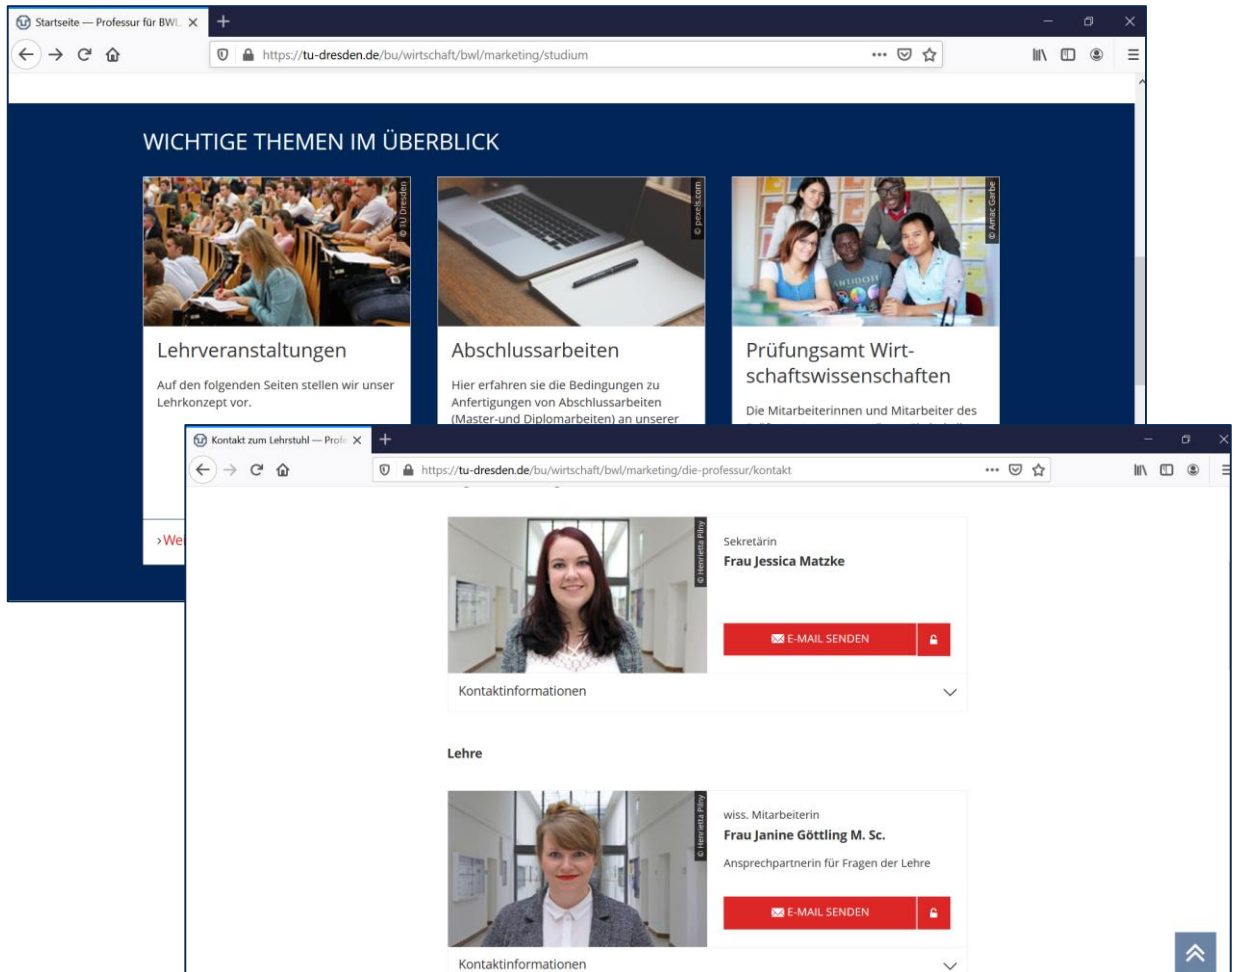 Startseite — Professur für BWL
https://tu-dresden.de/bu/wirtschaft/bwl/marketing/studium
WICHTIGE THEMEN IM ÜBERBLICK
© TU Dresden
© pexels.com
© Amac Garbe
ANTIDOH
Lehrveranstaltungen
Auf den folgenden Seiten stellen wir unser
Lehrkonzept vor.
Abschlussarbeiten
Hier erfahren sie die Bedingungen zu
Anfertigungen von Abschlussarbeiten
(Master-und Diplomarbeiten) an unserer
Prüfungsamt Wirt-
schaftswissenschaften
Die Mitarbeiterinnen und Mitarbeiter des
›Wei
Kontakt zum Lehrstuhl — Profe
https://tu-dresden.de/bu/wirtschaft/bwl/marketing/die-professur/kontakt
© Henrietta Pilny
Sekretärin
Frau Jessica Matzke
E-MAIL SENDEN
Kontaktinformationen
Lehre
© Henrietta Pilny
wiss. Mitarbeiterin
Frau Janine Göttling M. Sc.
Ansprechpartnerin für Fragen der Lehre
E-MAIL SENDEN
Kontaktinformationen